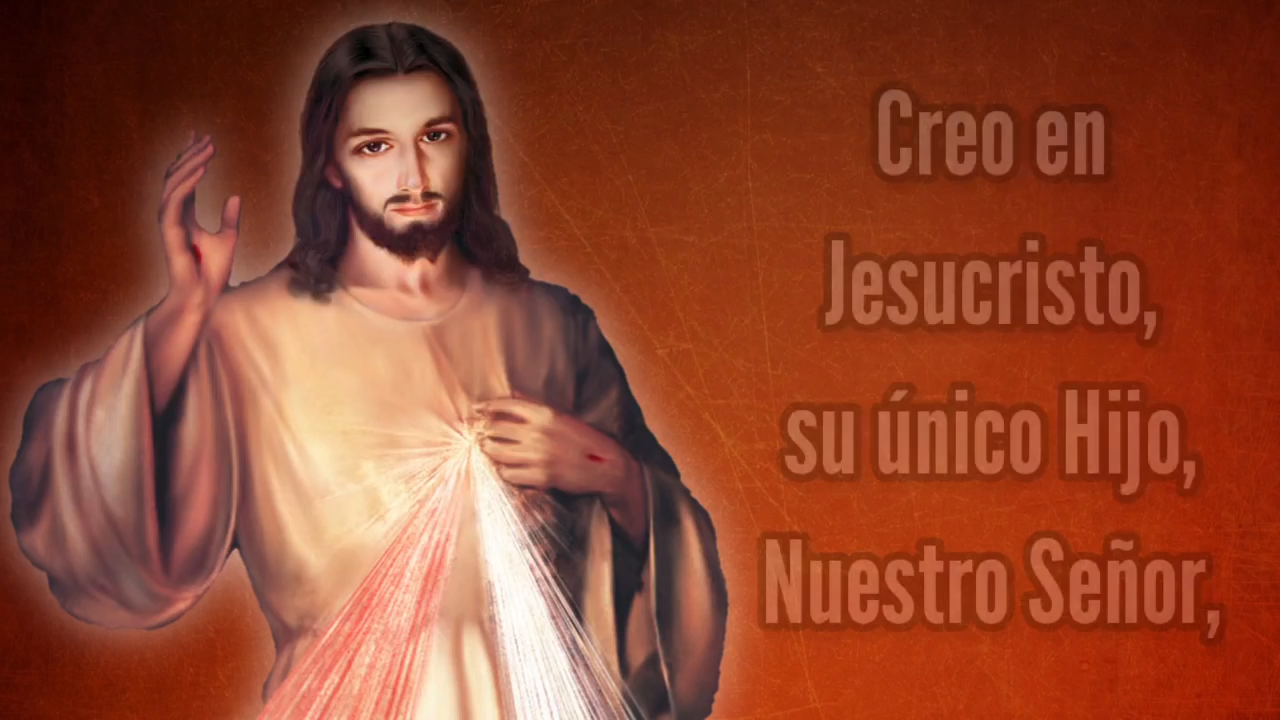 Creo en
Jesucristo,
su único Hijo,
Nuestro Señor,